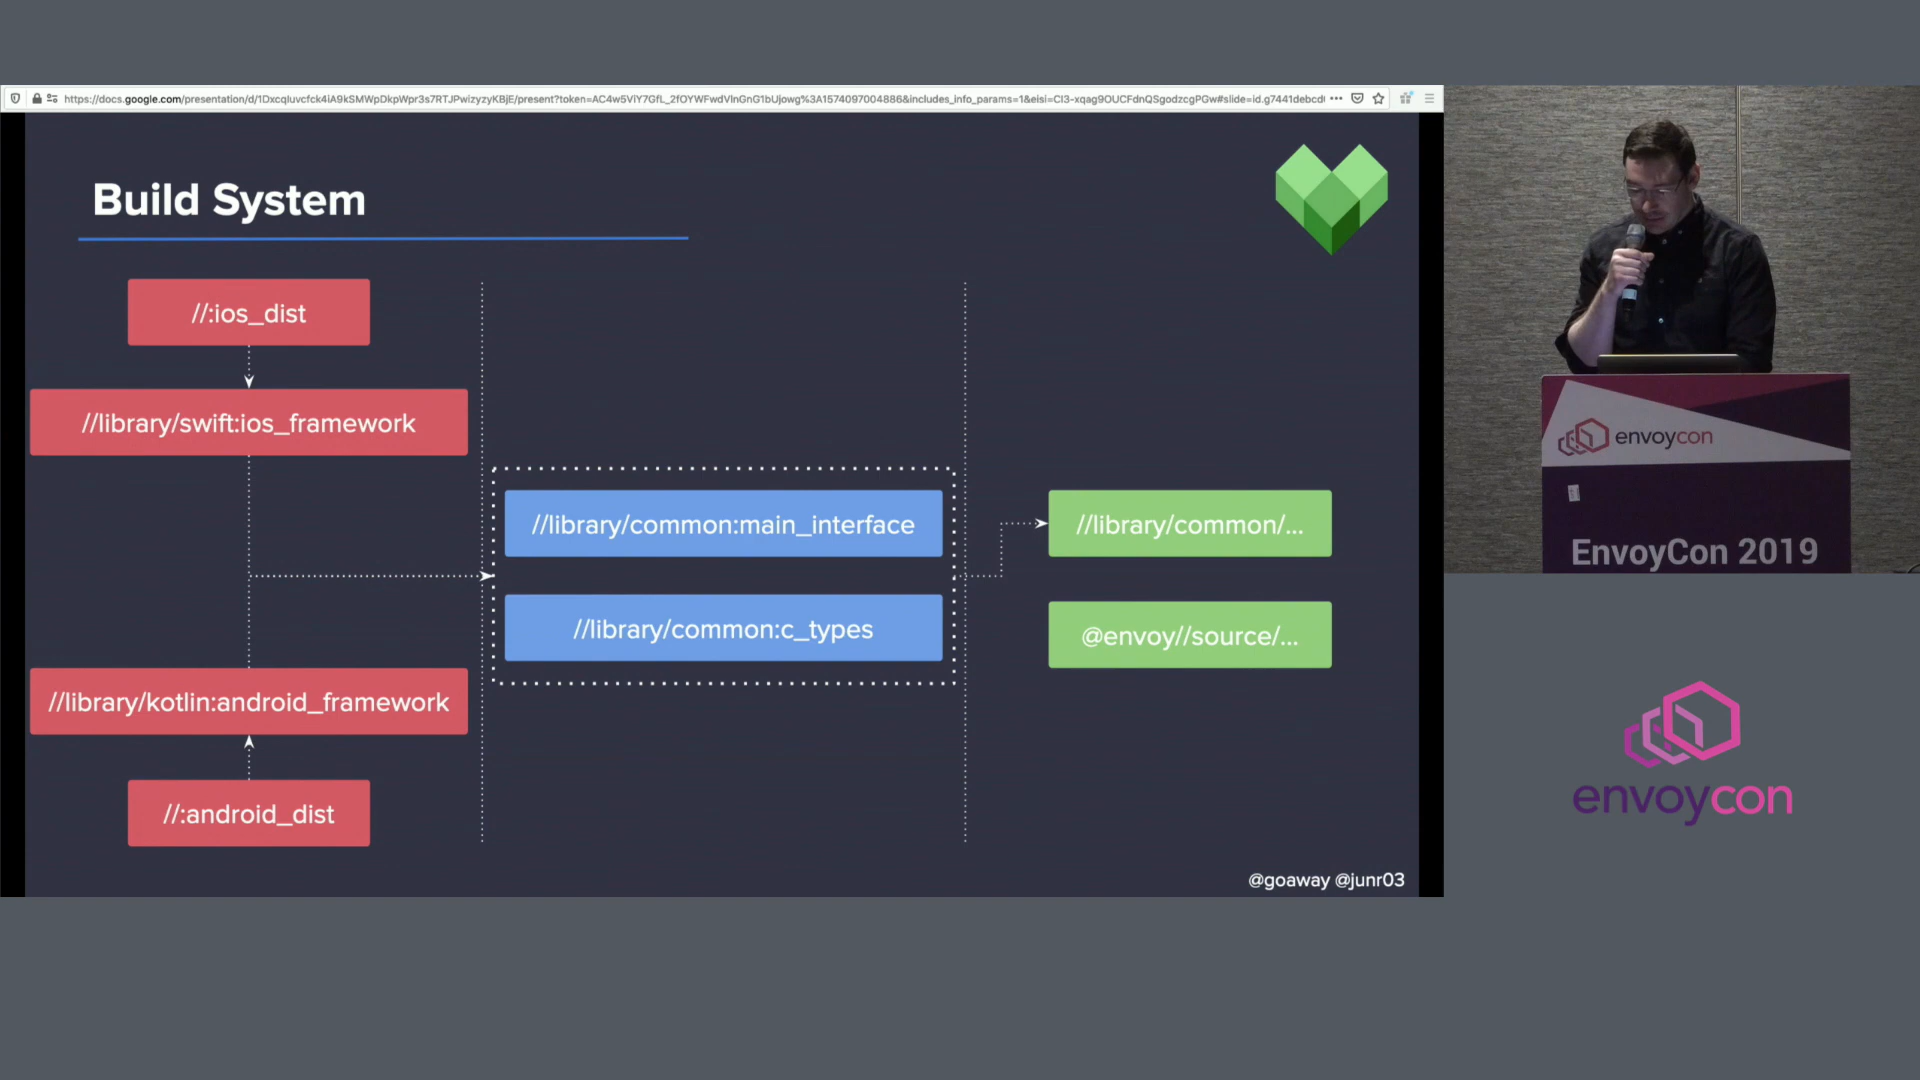 Build System
//:ios_dist
//library/swift:ios_framework
//library/common:main_interface
//library/common:c_types
//library/common/...
@envoy//source/...
//library/kotlin:android_framework
//:android_dist
@goaway @junr03
envoycon
EnvoyCon 2019
envoycon